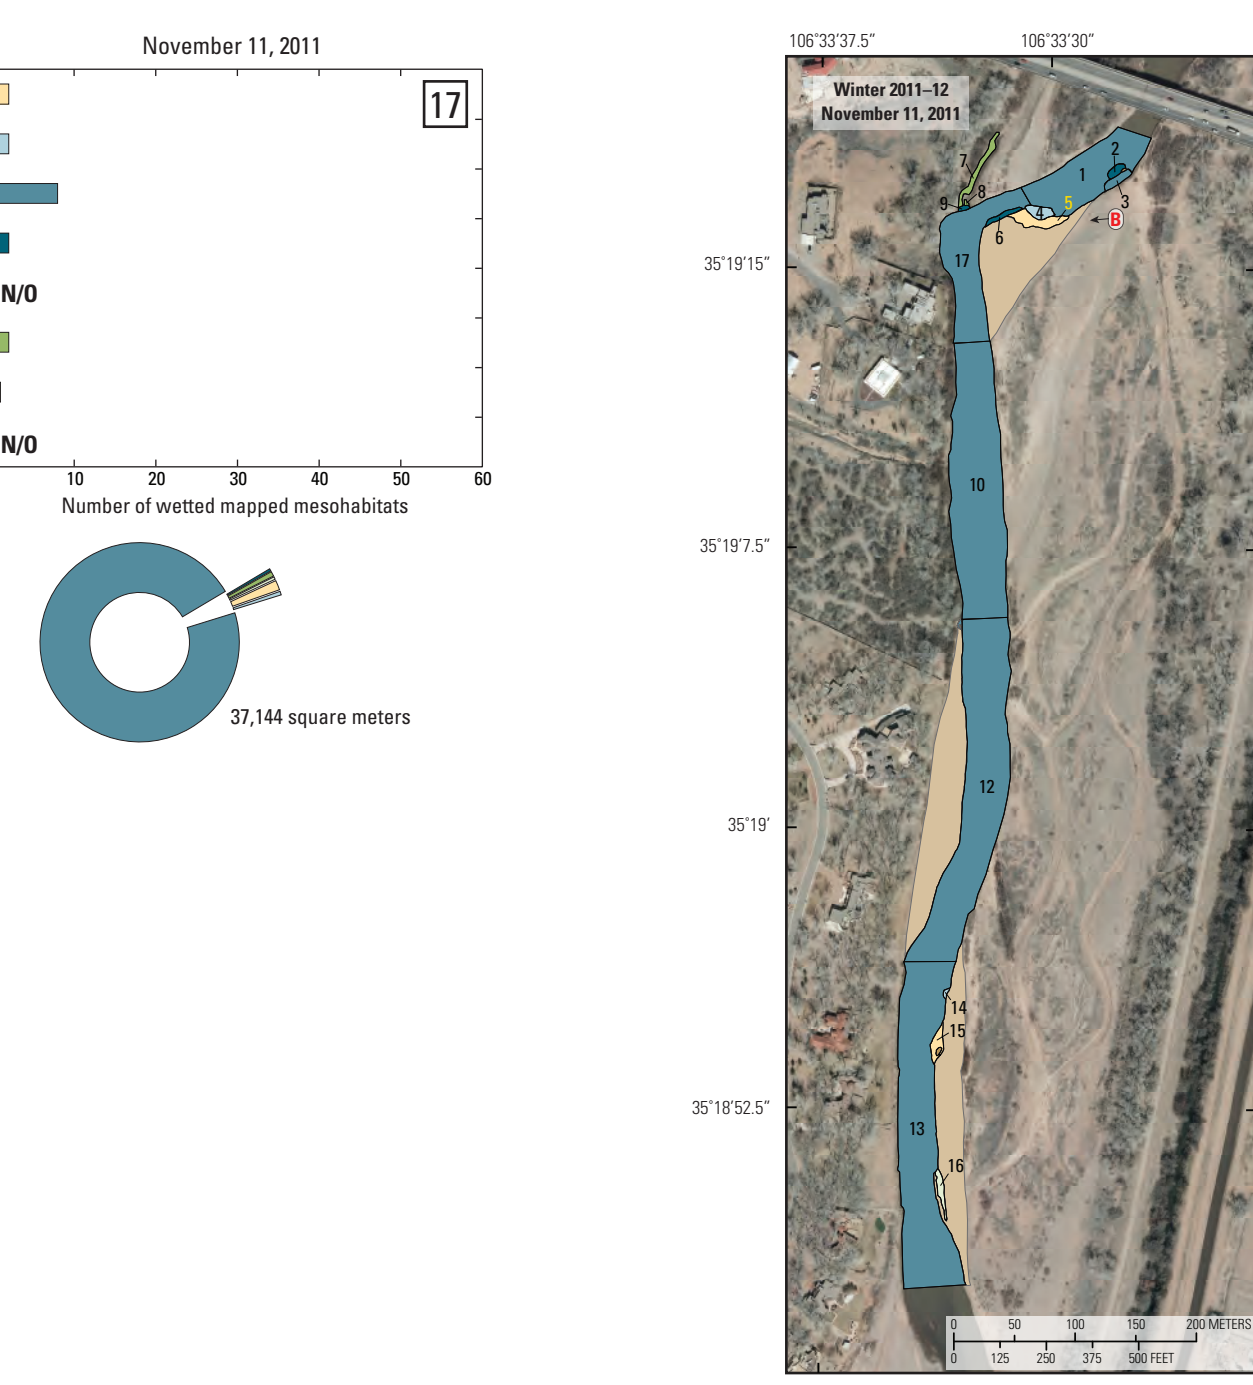 November 11, 2011
17
N/O
N/O
10 20 30 40 50 60
Number of wetted mapped mesohabitats
37,144 square meters
106°33'37.5" 106°33'30"
Winter 2011–12
November 11, 2011
35°19'15"
35°19'7.5"
35°19'
35°18'52.5"
2
7
1
8
9
3
4
5
B
6
17
10
12
14
15
13
16
0 50 100 150 200 METERS
0 125 250 375 500 FEET